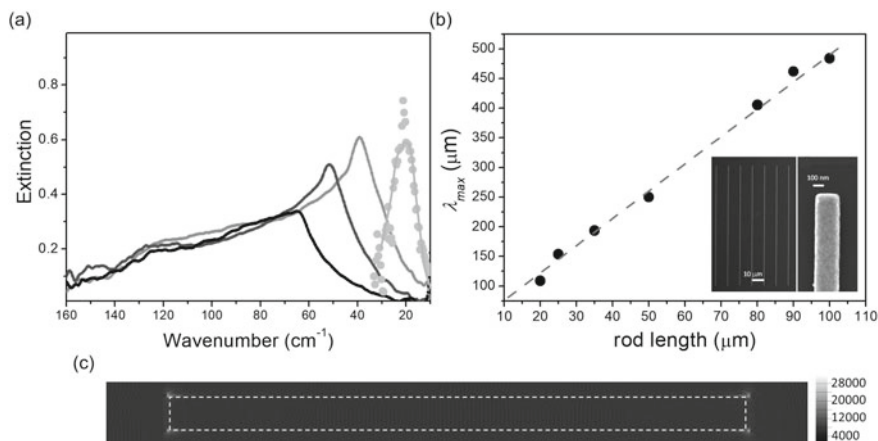 (a)
Extinction
0.8
0.6
0.4
0.2
160 140 120 100 80 60 40 20
Wavenumber (cm⁻¹)
(b)
λmax (μm)
500
450
400
350
300
250
200
150
100
10 20 30 40 50 60 70 80 90 100 110
rod length (μm)
100 nm
10 μm
(c)
28000
20000
12000
4000